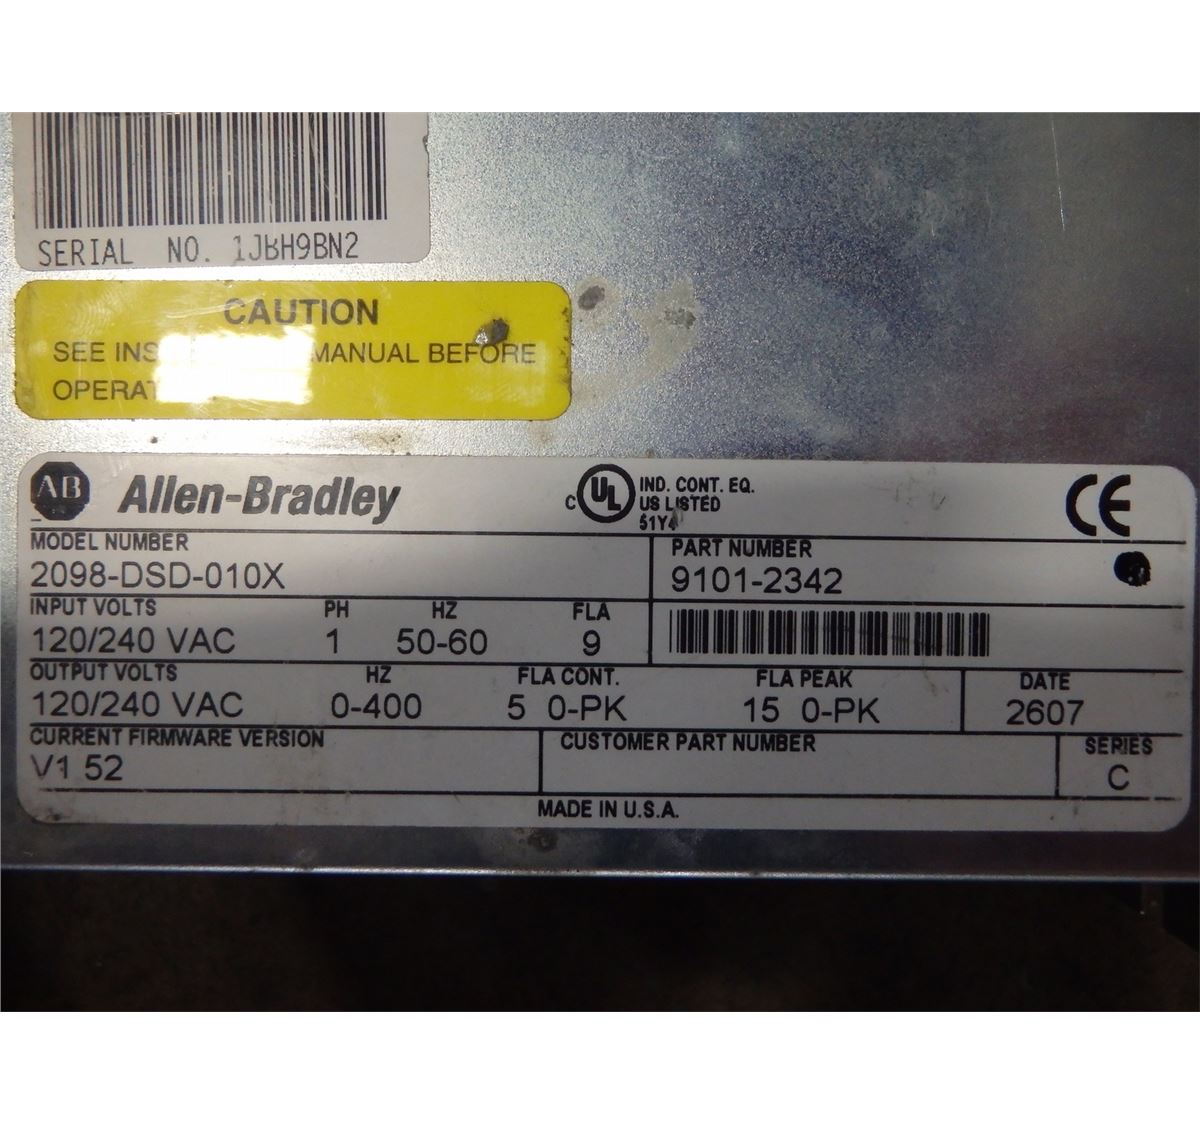 SERIAL NO. 1JBH9BN2
CAUTION
SEE MANUAL BEFORE
AB Allen-Bradley
C UL IND. CONT. EQ.
US LISTED
51Y4
CE
MODEL NUMBER
2098-DSD-010X
PART NUMBER
9101-2342
INPUT VOLTS PH HZ FLA
120/240 VAC 1 50-60 9
OUTPUT VOLTS HZ FLA CONT. FLA PEAK DATE
120/240 VAC 0-400 5 0-PK 15 0-PK 2607
CURRENT FIRMWARE VERSION
V1 52
CUSTOMER PART NUMBER
SERIES
C
MADE IN U.S.A.